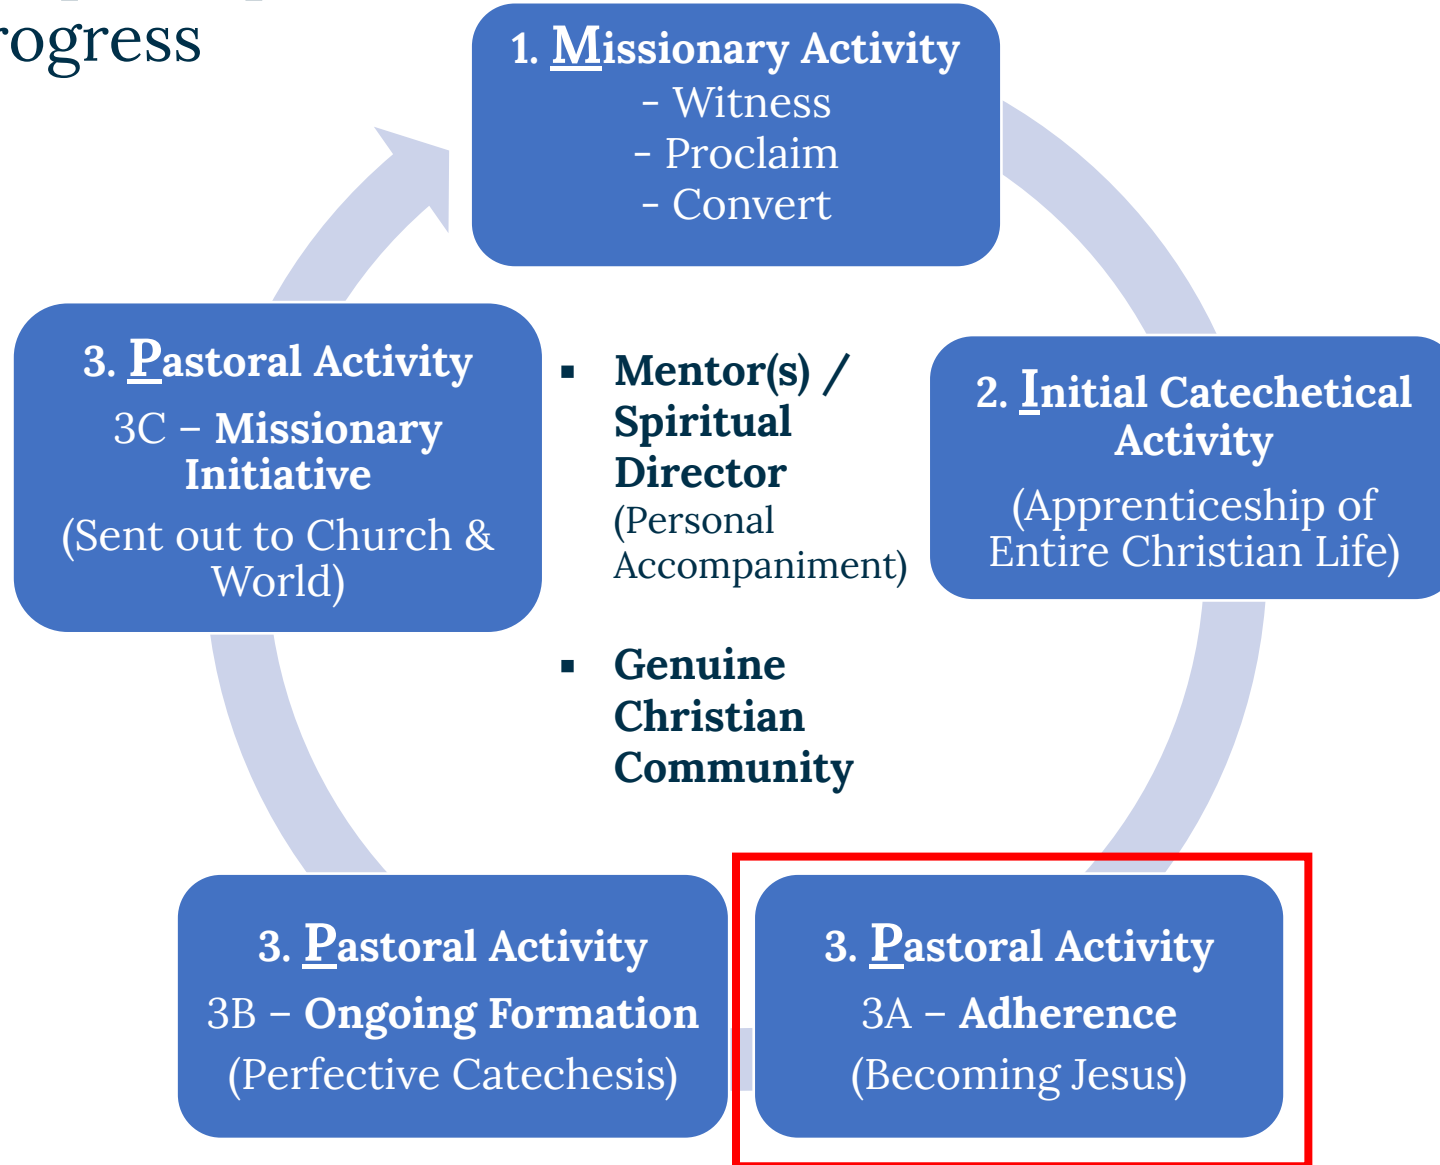 rogress
1. Missionary Activity
- Witness
- Proclaim
- Convert
3. Pastoral Activity
3C – Missionary
Initiative
(Sent out to Church &
World)
▪ Mentor(s) /
Spiritual
Director
(Personal
Accompaniment)
▪ Genuine
Christian
Community
2. Initial Catechetical
Activity
(Apprenticeship of
Entire Christian Life)
3. Pastoral Activity
3B – Ongoing Formation
(Perfective Catechesis)
3. Pastoral Activity
3A – Adherence
(Becoming Jesus)